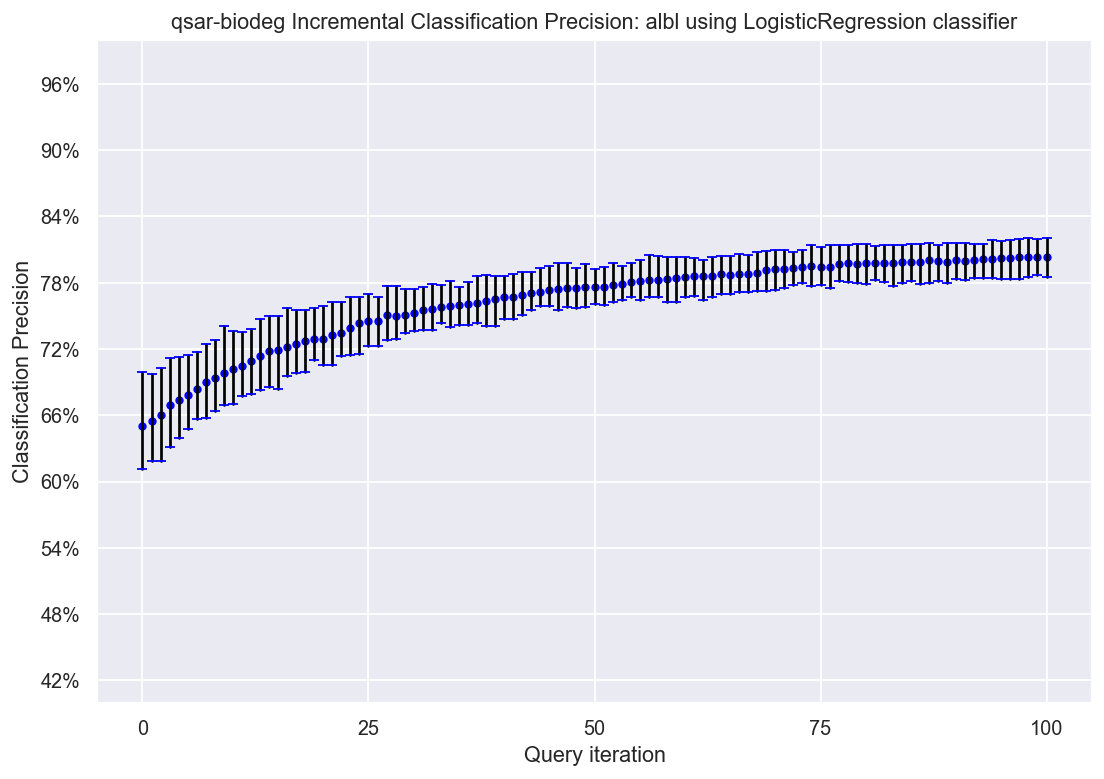 qsar-biodeg Incremental Classification Precision: albl using LogisticRegression classifier
96%
90%
84%
78%
72%
66%
60%
54%
48%
42%
Classification Precision
0 25 50 75 100
Query iteration